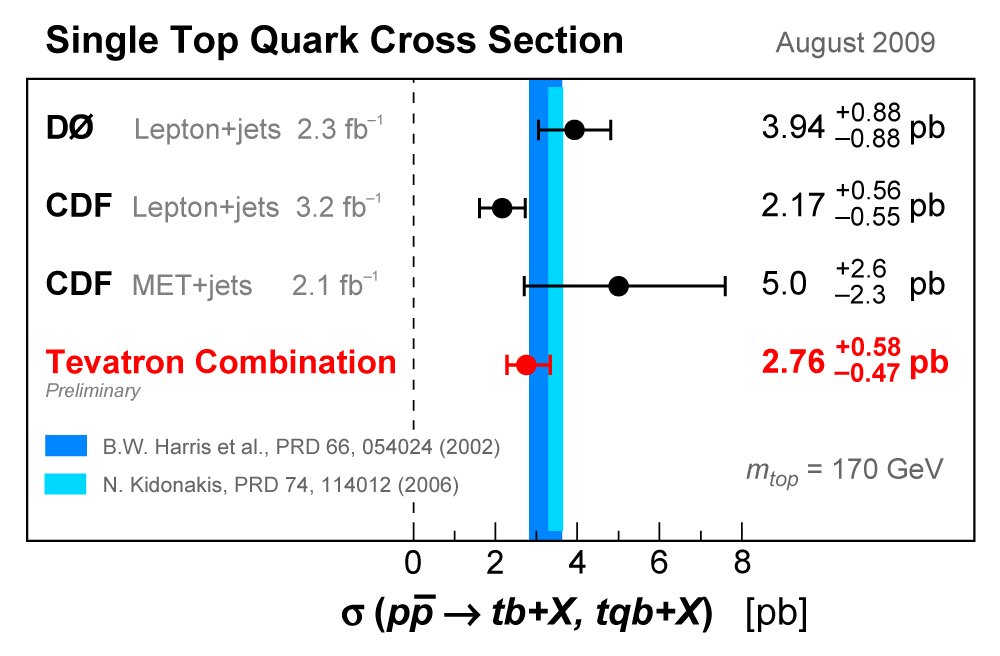 Single Top Quark Cross Section August 2009
DØ Lepton+jets 2.3 fb⁻¹ 3.94 +0.88 −0.88 pb
CDF Lepton+jets 3.2 fb⁻¹ 2.17 +0.56 −0.55 pb
CDF MET+jets 2.1 fb⁻¹ 5.0 +2.6 −2.3 pb
Tevatron Combination 2.76 +0.58 −0.47 pb
Preliminary
B.W. Harris et al., PRD 66, 054024 (2002)
N. Kidonakis, PRD 74, 114012 (2006)
m_top = 170 GeV
0 2 4 6 8
σ (pp̅ → tb+X, tqb+X) [pb]